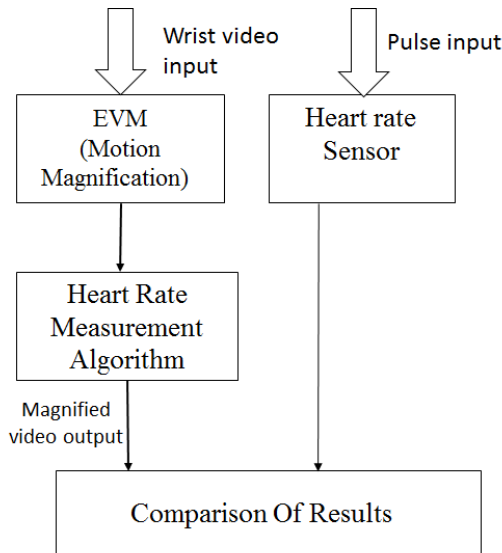 Wrist video
input
Pulse input
EVM
(Motion
Magnification)
Heart rate
Sensor
Heart Rate
Measurement
Algorithm
Magnified
video output
Comparison Of Results